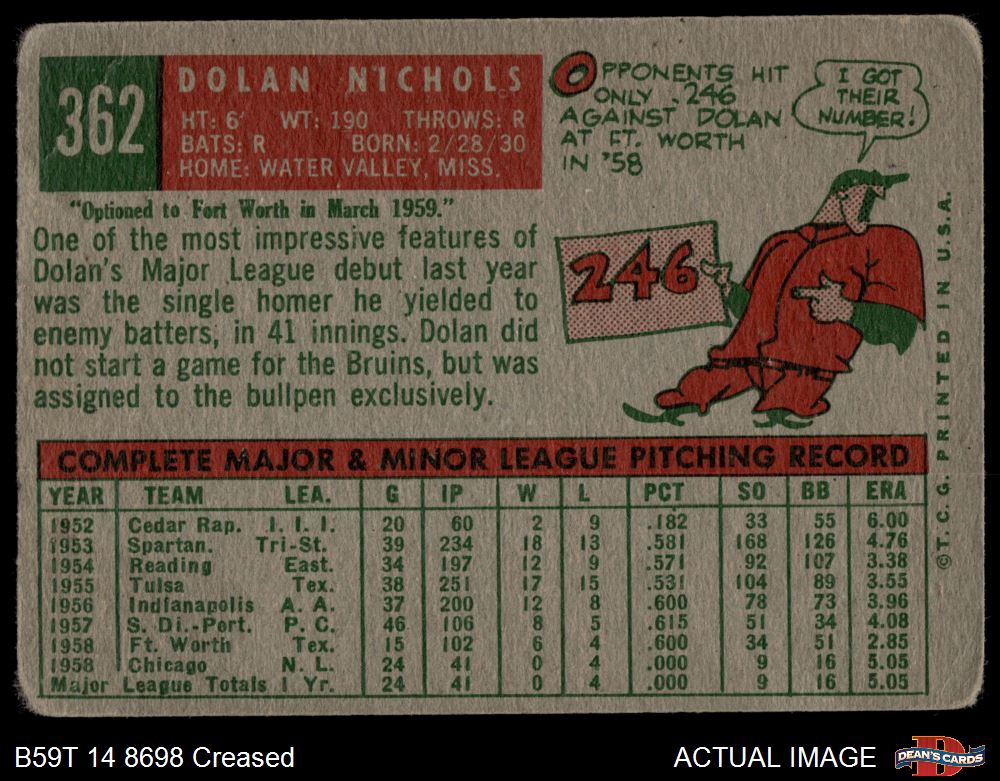 362
DOLAN NICHOLS
HT: 6' WT: 190 THROWS: R
BATS: R BORN: 2/28/30
HOME: WATER VALLEY, MISS.
"Optioned to Fort Worth in March 1959."
One of the most impressive features of
Dolan's Major League debut last year
was the single homer he yielded to
enemy batters, in 41 innings. Dolan did
not start a game for the Bruins, but was
assigned to the bullpen exclusively.
OPPONENTS HIT
ONLY .246
AGAINST DOLAN
AT FT. WORTH
IN '58
I GOT
THEIR
NUMBER!
246
COMPLETE MAJOR & MINOR LEAGUE PITCHING RECORD
YEAR TEAM LEA. G IP W L PCT SO BB ERA
1952 Cedar Rap. I. I. I. 20 60 2 9 .182 33 55 6.00
1953 Spartan. Tri-St. 39 234 18 13 .581 168 126 4.76
1954 Reading East. 34 197 12 9 .571 92 107 3.38
1955 Tulsa Tex. 38 251 17 15 .531 104 89 3.55
1956 Indianapolis A. A. 37 200 12 8 .600 78 73 3.96
1957 S. Di.-Port. P. C. 46 106 8 5 .615 51 34 4.08
1958 Ft. Worth Tex. 15 102 6 4 .600 34 51 2.85
1958 Chicago N. L. 24 41 0 4 .000 9 16 5.05
Major League Totals 1 Yr. 24 41 0 4 .000 9 16 5.05
©T. C. G. PRINTED IN U.S.A.
B59T 14 8698 Creased
ACTUAL IMAGE
D
DEAN'S CARDS